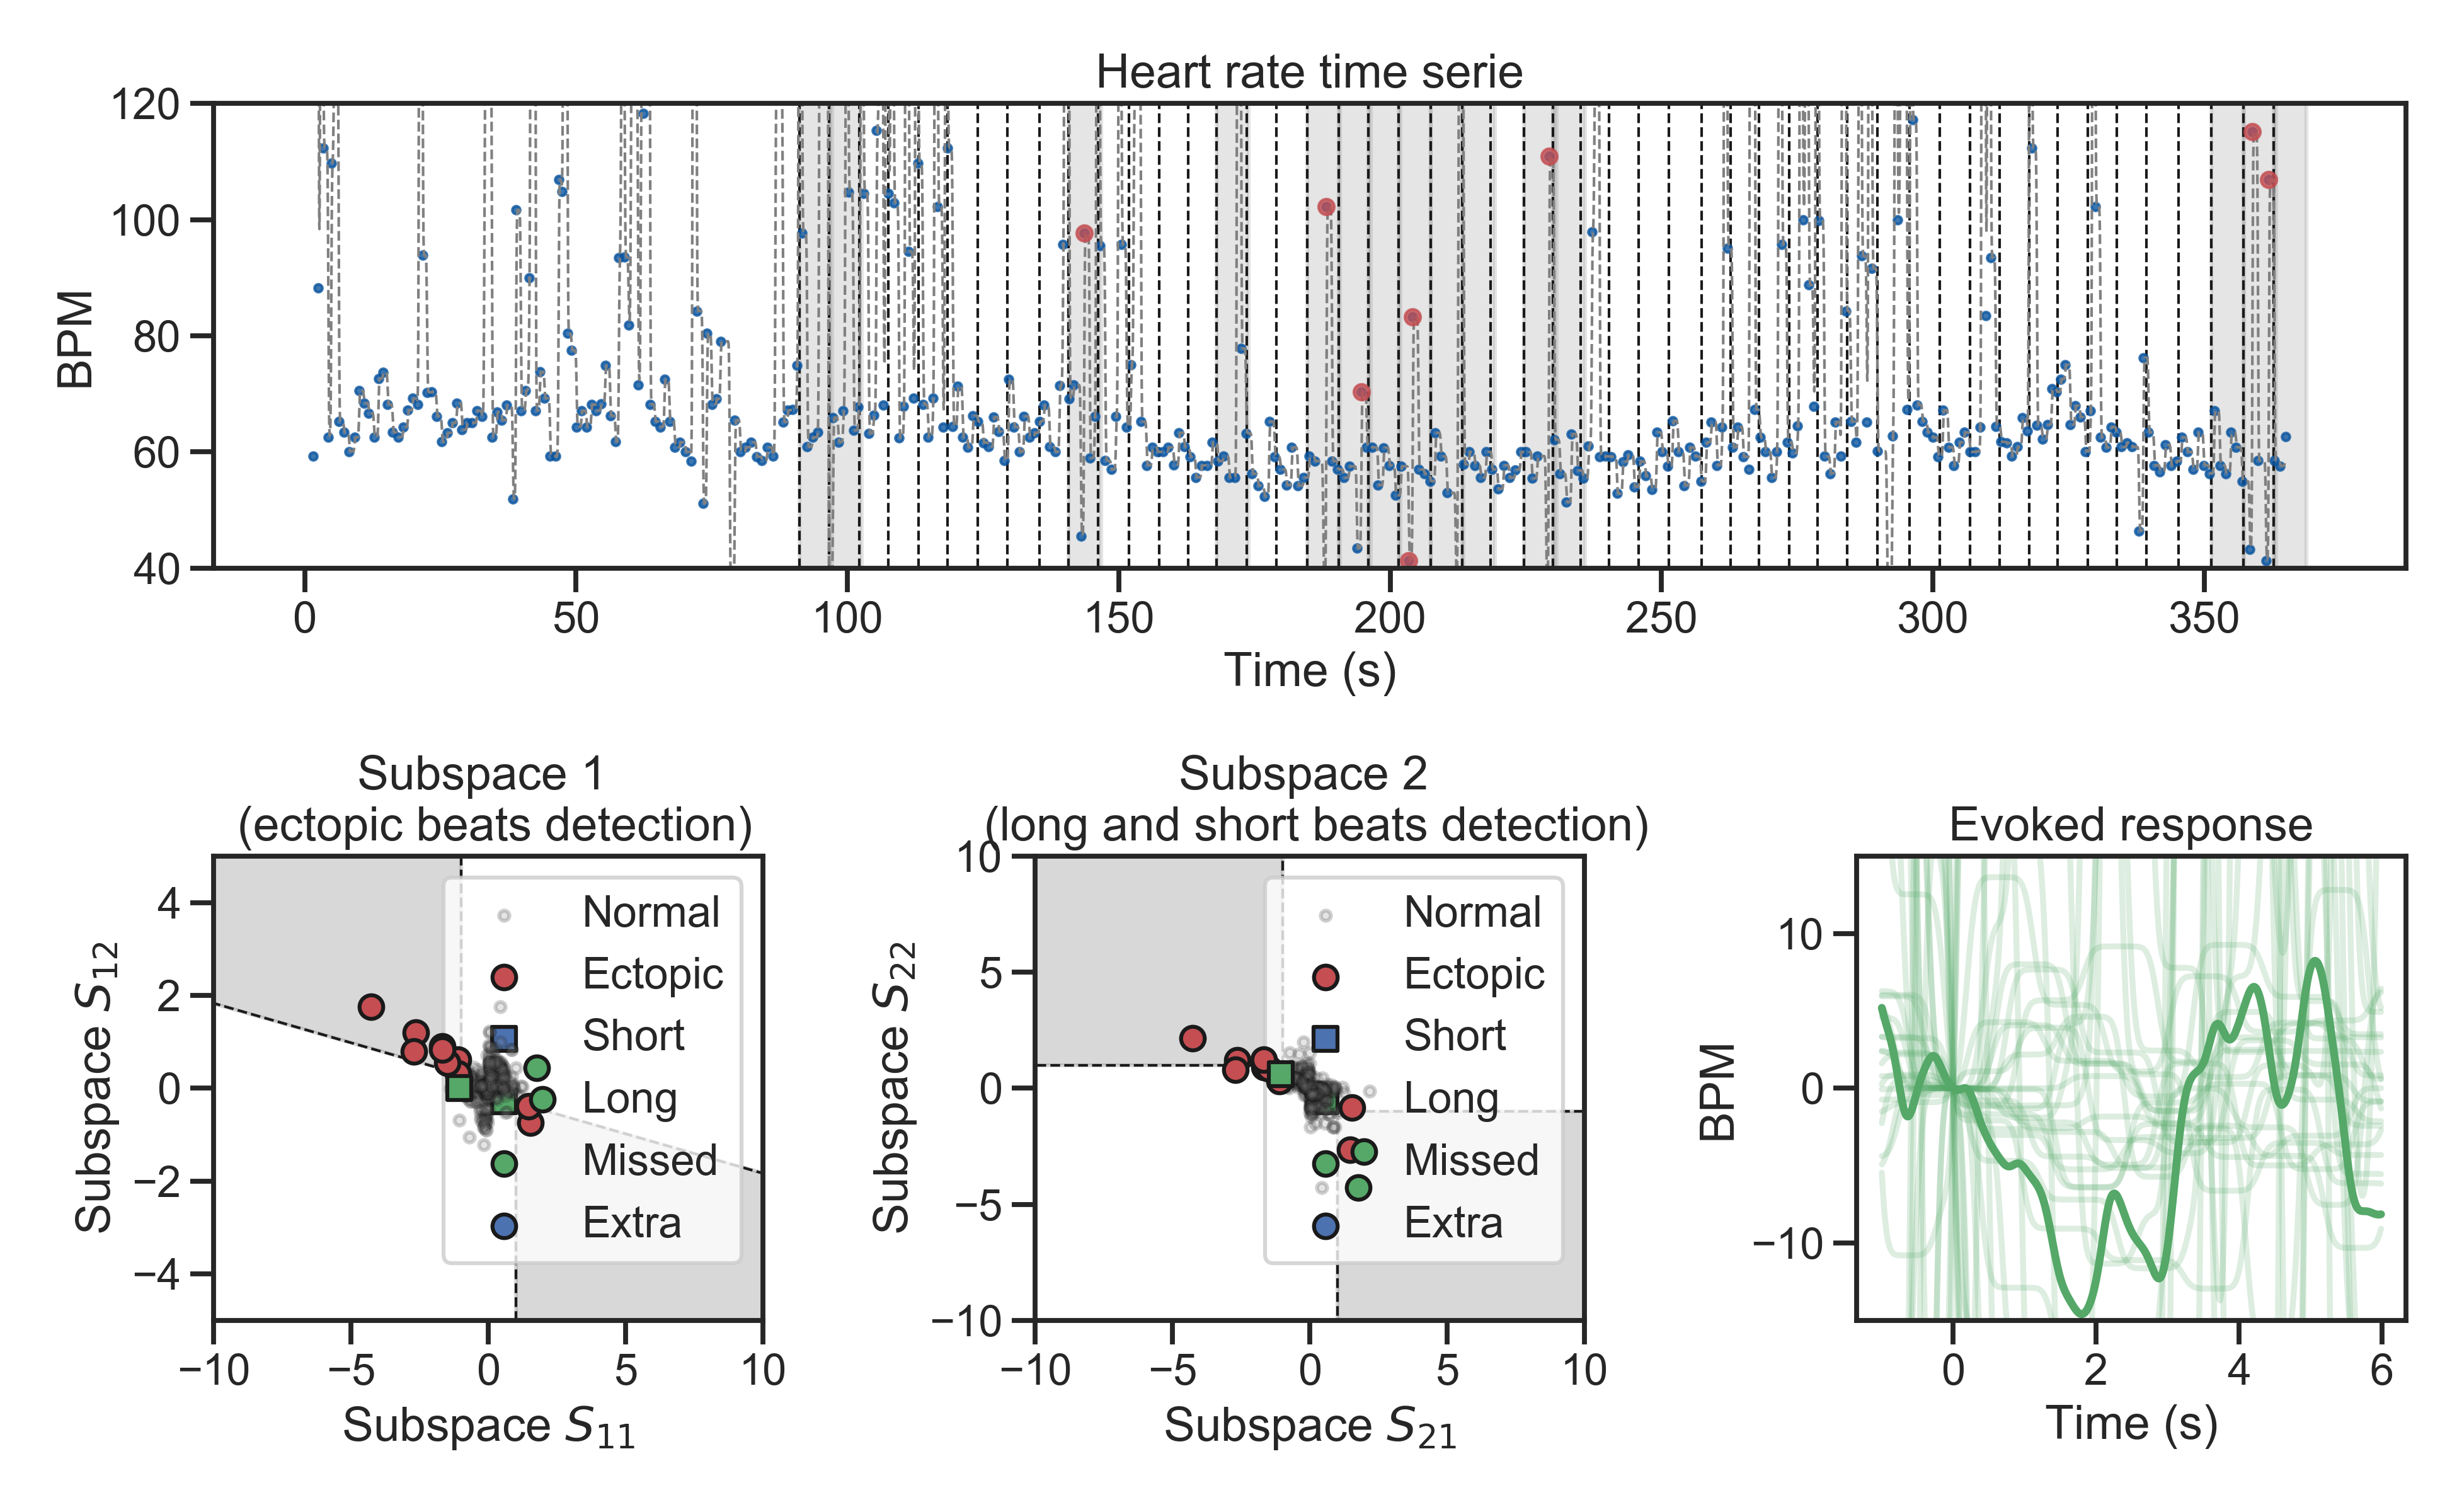 Heart rate time serie
BPM
120
100
80
60
40
0 50 100 150 200 250 300 350
Time (s)
Subspace 1
(ectopic beats detection)
Subspace S12
4
2
0
−2
−4
Normal
Ectopic
Short
Long
Missed
Extra
−10 −5 0 5 10
Subspace S11
Subspace 2
(long and short beats detection)
Subspace S22
10
5
0
−5
−10
Normal
Ectopic
Short
Long
Missed
Extra
−10 −5 0 5 10
Subspace S21
Evoked response
BPM
10
0
−10
0 2 4 6
Time (s)